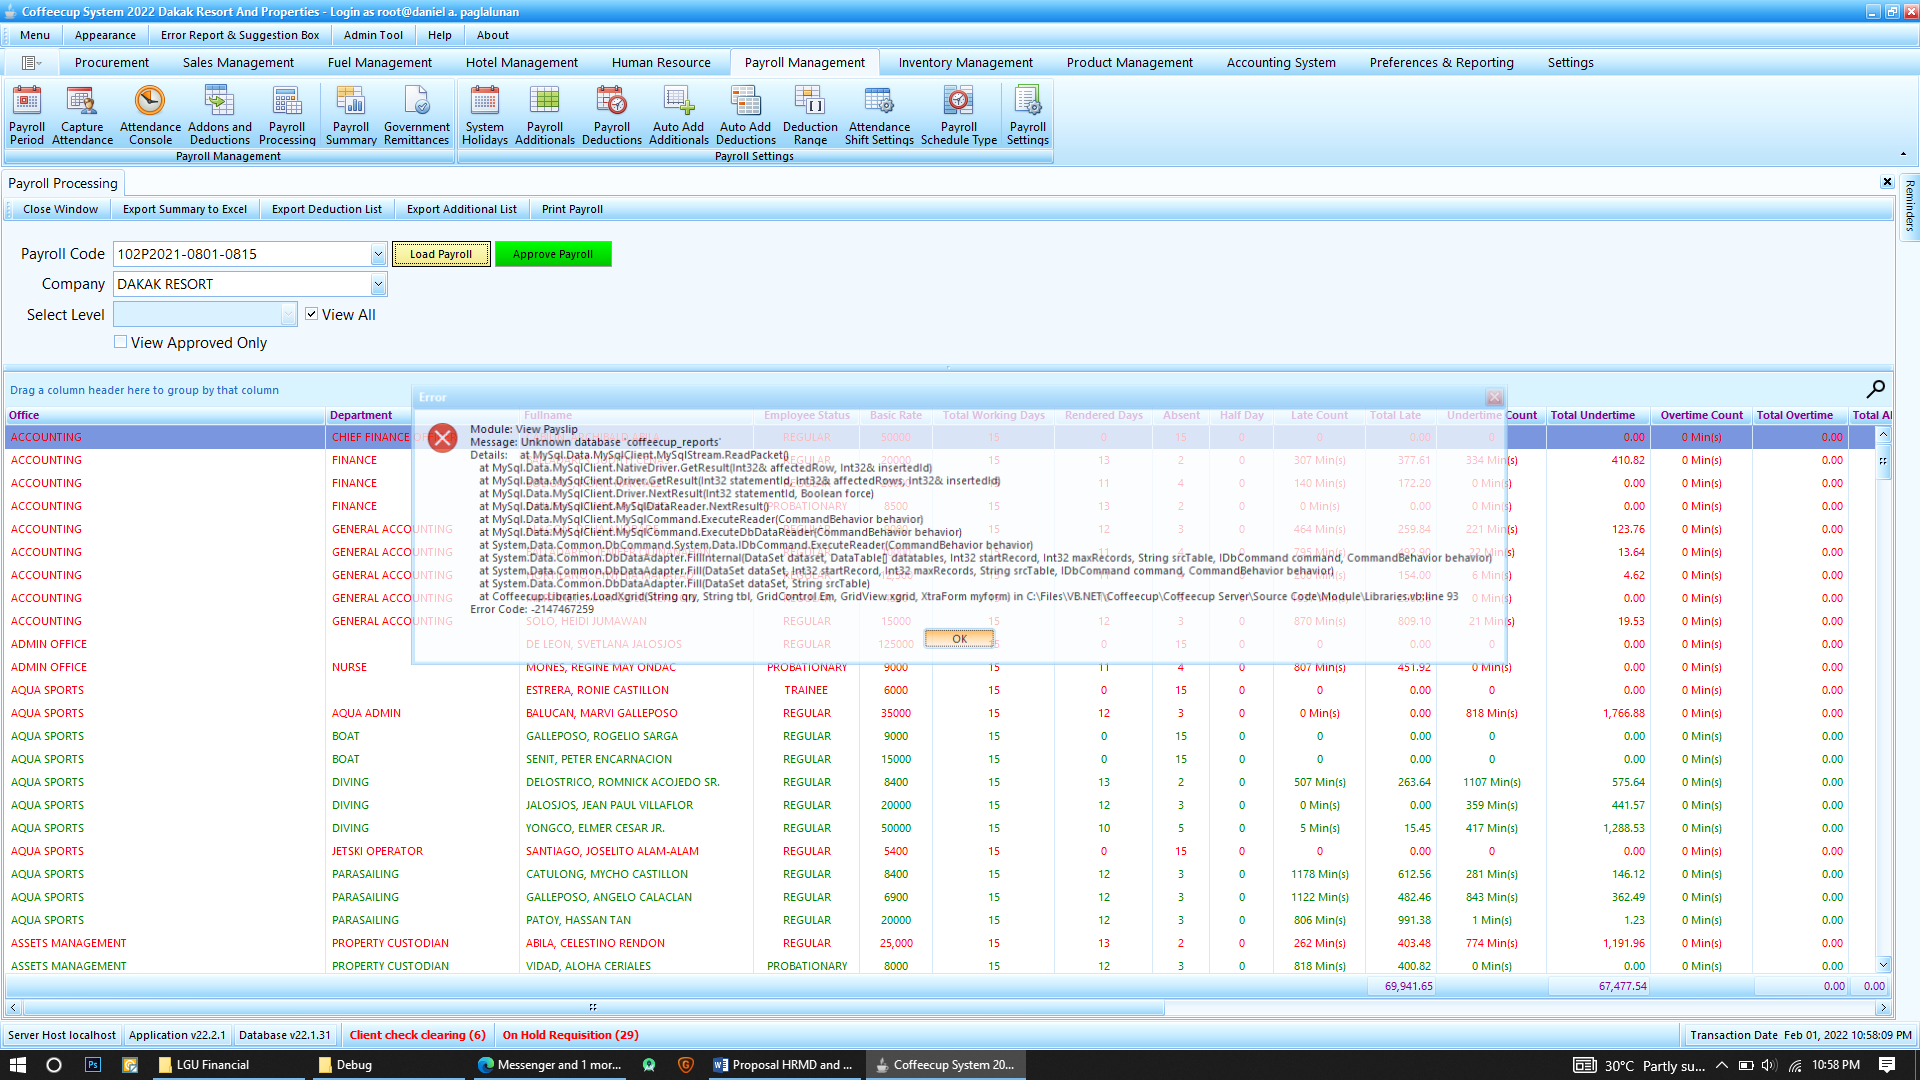 Coffeecup System 2022 Dakak Resort And Properties - Login as root@daniel a. paglalunan
Menu Appearance Error Report & Suggestion Box Admin Tool Help About
Procurement Sales Management Fuel Management Hotel Management Human Resource Payroll Management Inventory Management Product Management Accounting System Preferences & Reporting Settings
Payroll Period Capture Attendance Attendance Console Addons and Deductions Payroll Processing Payroll Summary Government Remittances System Holidays Payroll Additionals Payroll Deductions Auto Add Additionals Auto Add Deductions Deduction Range Attendance Shift Settings Payroll Schedule Type Payroll Settings
Payroll Management Payroll Settings
Payroll Processing
Reminders
Close Window Export Summary to Excel Export Deduction List Export Additional List Print Payroll
Payroll Code 102P2021-0801-0815 Load Payroll Approve Payroll
Company DAKAK RESORT
Select Level View All
View Approved Only
Drag a column header here to group by that column
Error
Module: View Payslip
Message: Unknown database 'coffeecup_reports'
Details: at MySql.Data.MySqlClient.MySqlStream.ReadPacket()
at MySql.Data.MySqlClient.NativeDriver.GetResult(Int32& affectedRow, Int32& insertedId)
at MySql.Data.MySqlClient.Driver.GetResult(Int32 statementId, Int32& affectedRows, Int32& insertedId)
at MySql.Data.MySqlClient.Driver.NextResult(Int32 statementId, Boolean force)
at MySql.Data.MySqlClient.MySqlDataReader.NextResult()
at MySql.Data.MySqlClient.MySqlCommand.ExecuteReader(CommandBehavior behavior)
at MySql.Data.MySqlClient.MySqlCommand.ExecuteDbDataReader(CommandBehavior behavior)
at System.Data.Common.DbCommand.System.Data.IDbCommand.ExecuteReader(CommandBehavior behavior)
at System.Data.Common.DbDataAdapter.FillInternal(DataSet dataset, DataTable[] datatables, Int32 startRecord, Int32 maxRecords, String srcTable, IDbCommand command, CommandBehavior behavior)
at System.Data.Common.DbDataAdapter.Fill(DataSet dataSet, Int32 startRecord, Int32 maxRecords, String srcTable, IDbCommand command, CommandBehavior behavior)
at System.Data.Common.DbDataAdapter.Fill(DataSet dataSet, String srcTable)
at Coffeecup.Libraries.LoadXgrid(String qry, String tbl, GridControl Em, GridView xgrid, XtraForm myform) in C:\Files\VB.NET\Coffeecup\Coffeecup Server\Source Code\Module\Libraries.vb:line 93
Error Code: -2147467259
OK
Office Department Fullname Employee Status Basic Rate Total Working Days Rendered Days Absent Half Day Late Count Total Late Undertime Count Total Undertime Overtime Count Total Overtime Total Al
ACCOUNTING CHIEF FINANCE REGULAR 50000 15 0 15 0 0 0.00 0.00 0 Min(s) 0.00
ACCOUNTING FINANCE REGULAR 20000 15 13 2 0 307 Min(s) 377.61 334 Min(s) 410.82 0 Min(s) 0.00
ACCOUNTING FINANCE 11 4 0 140 Min(s) 172.20 0 Min(s) 0.00 0 Min(s) 0.00
ACCOUNTING FINANCE PROBATIONARY 8500 15 13 2 0 0 Min(s) 0.00 0 Min(s) 0.00 0 Min(s) 0.00
ACCOUNTING GENERAL ACCOUNTING 15 12 3 0 464 Min(s) 259.84 221 Min(s) 123.76 0 Min(s) 0.00
ACCOUNTING GENERAL ACCOUNTING 22 Min(s) 13.64 0 Min(s) 0.00
ACCOUNTING GENERAL ACCOUNTING 154.00 6 Min(s) 4.62 0 Min(s) 0.00
ACCOUNTING GENERAL ACCOUNTING 0 Min(s) 0.00 0 Min(s) 0.00
ACCOUNTING GENERAL ACCOUNTING SOLO, HEIDI JUMAWAN REGULAR 15000 15 12 3 0 870 Min(s) 809.10 21 Min(s) 19.53 0 Min(s) 0.00
ADMIN OFFICE DE LEON, SVETLANA JALOSJOS REGULAR 125000 15 0 15 0 0 0.00 0 0.00 0 Min(s) 0.00
ADMIN OFFICE NURSE MONES, REGINE MAY ONDAC PROBATIONARY 9000 15 11 4 0 807 Min(s) 451.92 0 Min(s) 0.00 0 Min(s) 0.00
AQUA SPORTS ESTRERA, RONIE CASTILLON TRAINEE 6000 15 0 15 0 0 0.00 0 0.00 0 Min(s) 0.00
AQUA SPORTS AQUA ADMIN BALUCAN, MARVI GALLEPOSO REGULAR 35000 15 12 3 0 0 Min(s) 0.00 818 Min(s) 1,766.88 0 Min(s) 0.00
AQUA SPORTS BOAT GALLEPOSO, ROGELIO SARGA REGULAR 9000 15 0 15 0 0 0.00 0 0.00 0 Min(s) 0.00
AQUA SPORTS BOAT SENIT, PETER ENCARNACION REGULAR 15000 15 0 15 0 0 0.00 0 0.00 0 Min(s) 0.00
AQUA SPORTS DIVING DELOSTRICO, ROMNICK ACOJEDO SR. REGULAR 8400 15 13 2 0 507 Min(s) 263.64 1107 Min(s) 575.64 0 Min(s) 0.00
AQUA SPORTS DIVING JALOSJOS, JEAN PAUL VILLAFLOR REGULAR 20000 15 12 3 0 0 Min(s) 0.00 359 Min(s) 441.57 0 Min(s) 0.00
AQUA SPORTS DIVING YONGCO, ELMER CESAR JR. REGULAR 50000 15 10 5 0 5 Min(s) 15.45 417 Min(s) 1,288.53 0 Min(s) 0.00
AQUA SPORTS JETSKI OPERATOR SANTIAGO, JOSELITO ALAM-ALAM REGULAR 5400 15 0 15 0 0 0.00 0 0.00 0 Min(s) 0.00
AQUA SPORTS PARASAILING CATULONG, MYCHO CASTILLON REGULAR 8400 15 12 3 0 1178 Min(s) 612.56 281 Min(s) 146.12 0 Min(s) 0.00
AQUA SPORTS PARASAILING GALLEPOSO, ANGELO CALACLAN REGULAR 6900 15 12 3 0 1122 Min(s) 482.46 843 Min(s) 362.49 0 Min(s) 0.00
AQUA SPORTS PARASAILING PATOY, HASSAN TAN REGULAR 20000 15 12 3 0 806 Min(s) 991.38 1 Min(s) 1.23 0 Min(s) 0.00
ASSETS MANAGEMENT PROPERTY CUSTODIAN ABILA, CELESTINO RENDON REGULAR 25,000 15 13 2 0 262 Min(s) 403.48 774 Min(s) 1,191.96 0 Min(s) 0.00
ASSETS MANAGEMENT PROPERTY CUSTODIAN VIDAD, ALOHA CERIALES PROBATIONARY 8000 15 12 3 0 818 Min(s) 400.82 0 Min(s) 0.00 0 Min(s) 0.00
69,941.65 67,477.54 0.00 0.00
Server Host localhost Application v22.2.1 Database v22.1.31 Client check clearing (6) On Hold Requisition (29) Transaction Date Feb 01, 2022 10:58:09 PM
LGU Financial Debug Messenger and 1 mor... Proposal HRMD and ... Coffeecup System 20... 30°C Partly su... 10:58 PM